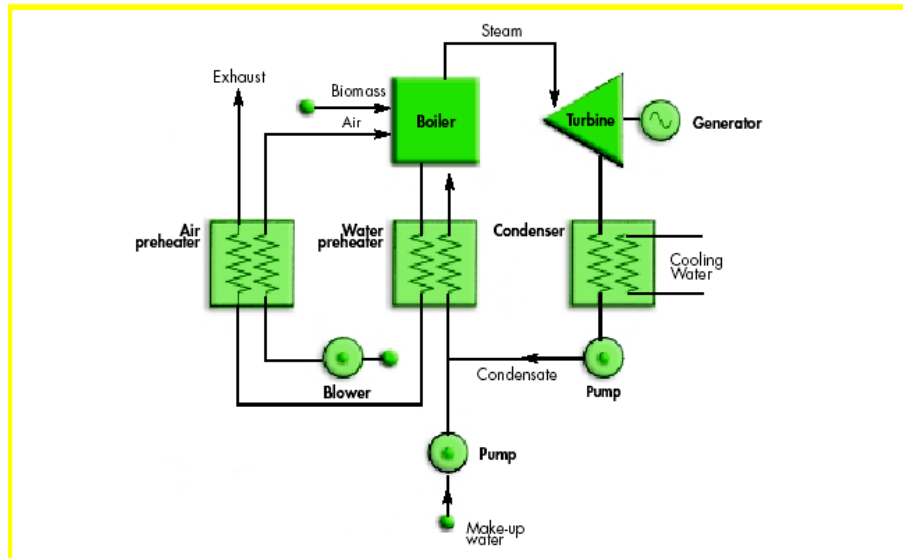 Steam
Exhaust
Biomass
Air
Boiler
Turbine
Generator
Air
preheater
Water
preheater
Condenser
Cooling
Water
Blower
Condensate
Pump
Pump
Make-up
water